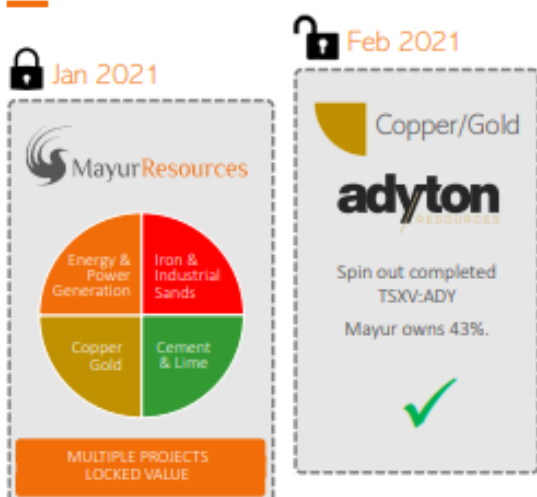 Jan 2021
MayurResources
Energy &
Power
Generation
Iron &
Industrial
Sands
Copper
Gold
Cement
& Lime
MULTIPLE PROJECTS
LOCKED VALUE
Feb 2021
Copper/Gold
adyton
RESOURCES
Spin out completed
TSXV:ADY
Mayur owns 43%.